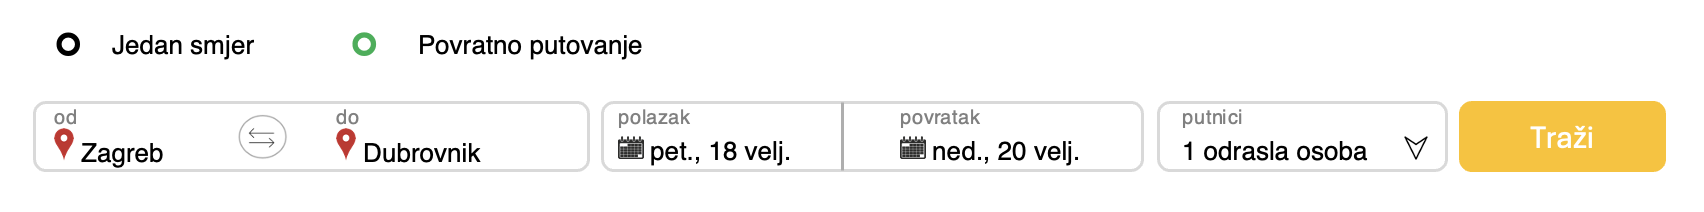 Jedan smjer Povratno putovanje
od do polazak povratak putnici
Zagreb Dubrovnik pet., 18 velj. ned., 20 velj. 1 odrasla osoba Traži